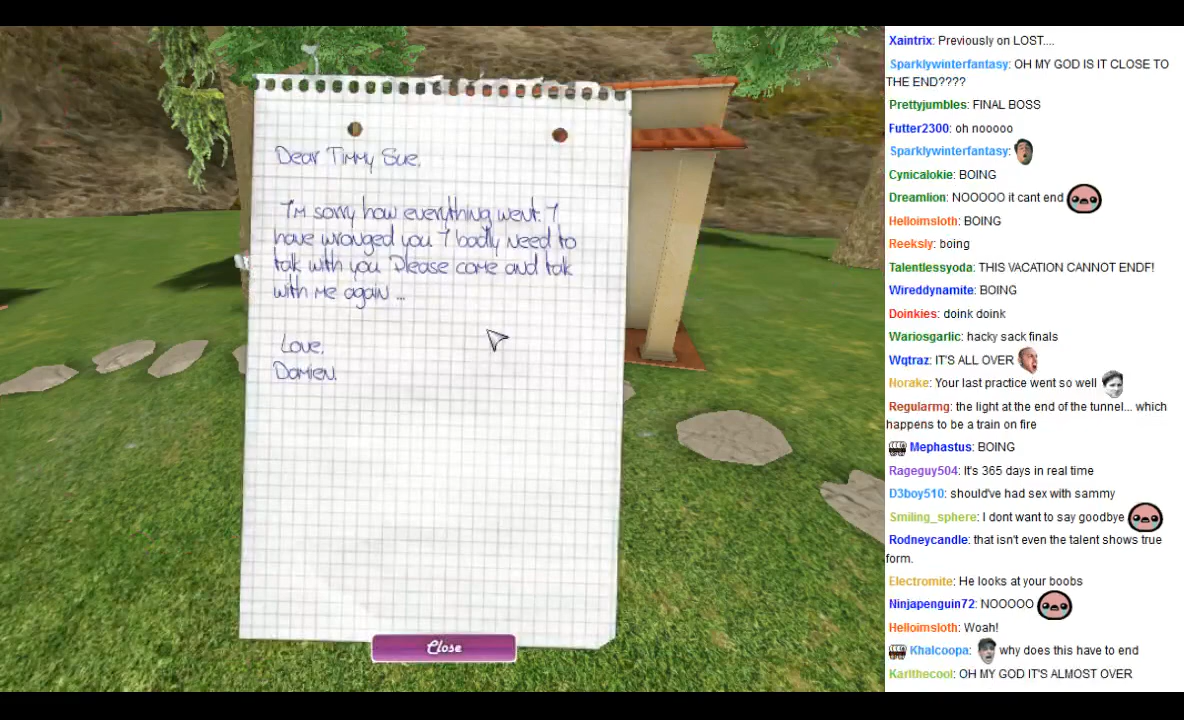 Dear Timmy Sue,
I'm sorry how everything went. I
have wronged you. I badly need to
talk with you. Please come and talk
with me again ...
Love,
Damien.
Close
Xaintrix: Previously on LOST....
Sparklywinterfantasy: OH MY GOD IS IT CLOSE TO
THE END????
Prettyjumbles: FINAL BOSS
Futter2300: oh nooooo
Sparklywinterfantasy:
Cynicalokie: BOING
Dreamlion: NOOOOO it cant end
Helloimsloth: BOING
Reeksly: boing
Talentlessyoda: THIS VACATION CANNOT ENDF!
Wireddynamite: BOING
Doinkies: doink doink
Wariosgarlic: hacky sack finals
Wqtraz: IT'S ALL OVER
Norake: Your last practice went so well
Regularmg: the light at the end of the tunnel... which
happens to be a train on fire
Mephastus: BOING
Rageguy504: It's 365 days in real time
D3boy510: should've had sex with sammy
Smiling_sphere: I dont want to say goodbye
Rodneycandle: that isn't even the talent shows true
form.
Electromite: He looks at your boobs
Ninjapenguin72: NOOOOO
Helloimsloth: Woah!
Khalcoopa: why does this have to end
Karlthecool: OH MY GOD IT'S ALMOST OVER